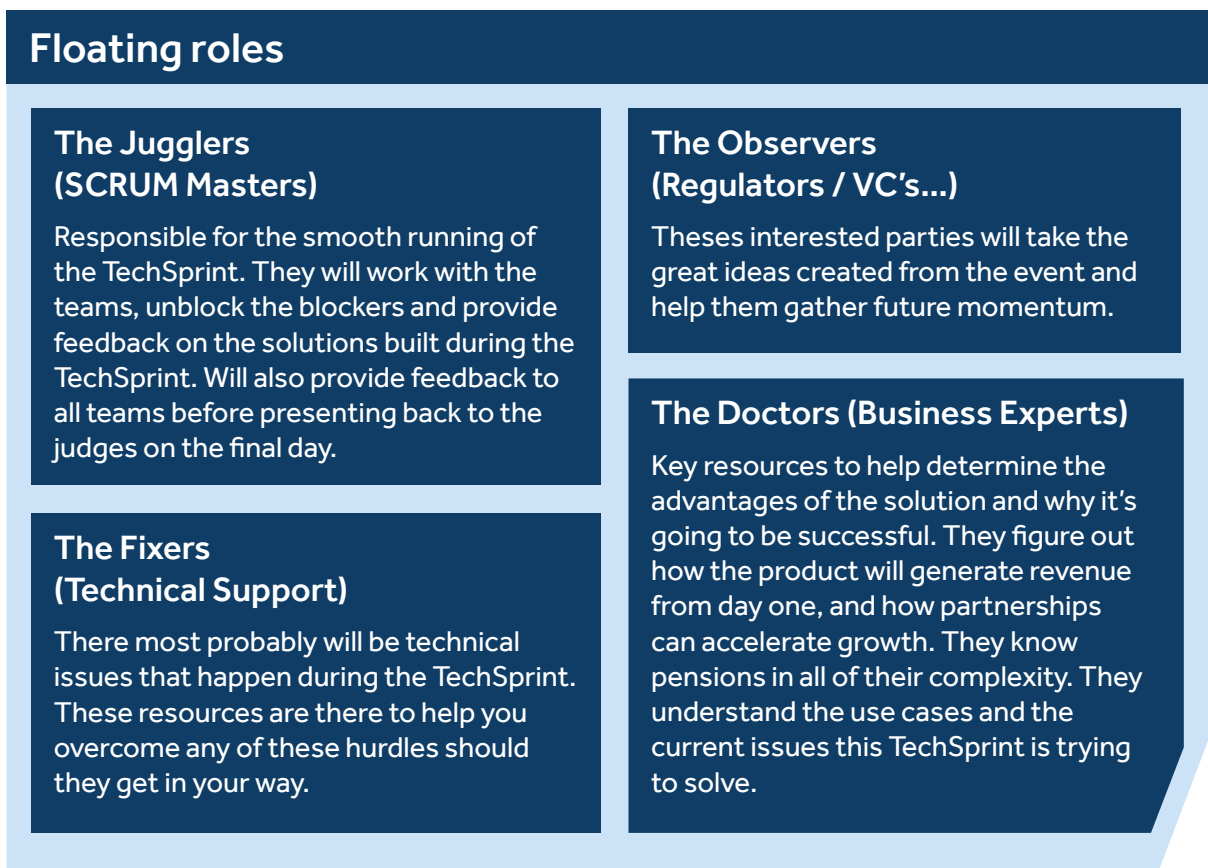 Floating roles
The Jugglers
(SCRUM Masters)
Responsible for the smooth running of
the TechSprint. They will work with the
teams, unblock the blockers and provide
feedback on the solutions built during the
TechSprint. Will also provide feedback to
all teams before presenting back to the
judges on the final day.
The Fixers
(Technical Support)
There most probably will be technical
issues that happen during the TechSprint.
These resources are there to help you
overcome any of these hurdles should
they get in your way.
The Observers
(Regulators / VC’s...)
Theses interested parties will take the
great ideas created from the event and
help them gather future momentum.
The Doctors (Business Experts)
Key resources to help determine the
advantages of the solution and why it’s
going to be successful. They figure out
how the product will generate revenue
from day one, and how partnerships
can accelerate growth. They know
pensions in all of their complexity. They
understand the use cases and the
current issues this TechSprint is trying
to solve.